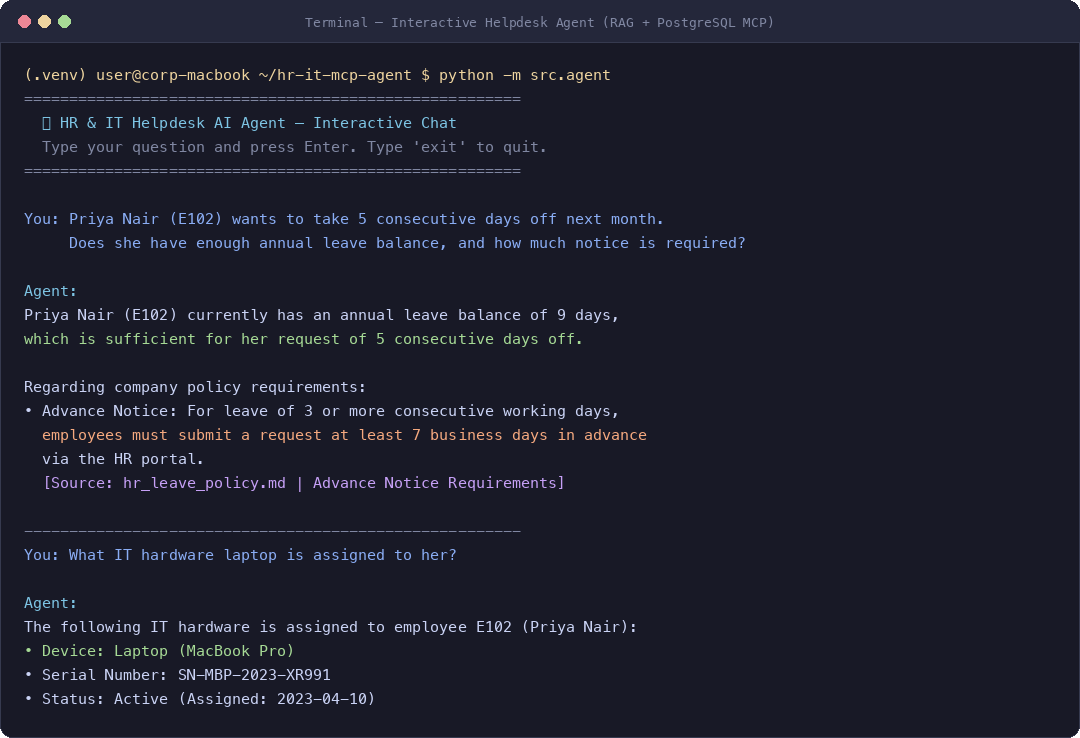 Terminal — Interactive Helpdesk Agent (RAG + PostgreSQL MCP)
(.venv) user@corp-macbook ~/hr-it-mcp-agent $ python -m src.agent
=======================================================
HR & IT Helpdesk AI Agent — Interactive Chat
Type your question and press Enter. Type 'exit' to quit.
=======================================================
You: Priya Nair (E102) wants to take 5 consecutive days off next month.
Does she have enough annual leave balance, and how much notice is required?
Agent:
Priya Nair (E102) currently has an annual leave balance of 9 days,
which is sufficient for her request of 5 consecutive days off.
Regarding company policy requirements:
• Advance Notice: For leave of 3 or more consecutive working days,
employees must submit a request at least 7 business days in advance
via the HR portal.
[Source: hr_leave_policy.md | Advance Notice Requirements]
───────────────────────────────────────────────────────
You: What IT hardware laptop is assigned to her?
Agent:
The following IT hardware is assigned to employee E102 (Priya Nair):
• Device: Laptop (MacBook Pro)
• Serial Number: SN-MBP-2023-XR991
• Status: Active (Assigned: 2023-04-10)